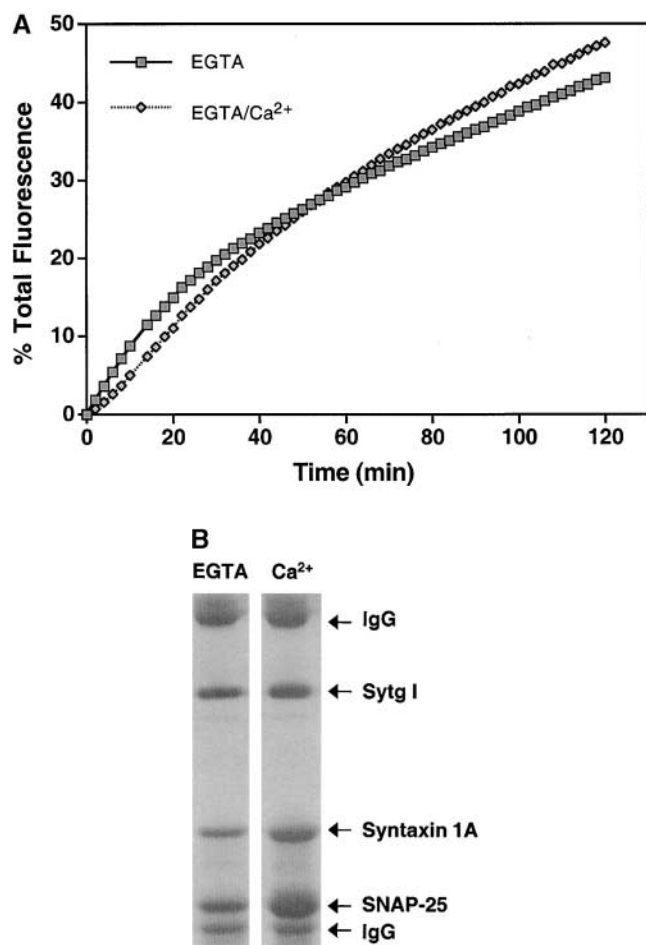 A
50
EGTA
EGTA/Ca²⁺
40
30
20
10
0
% Total Fluorescence
0 20 40 60 80 100 120
Time (min)
B
EGTA Ca²⁺
IgG
Sytg I
Syntaxin 1A
SNAP-25
IgG